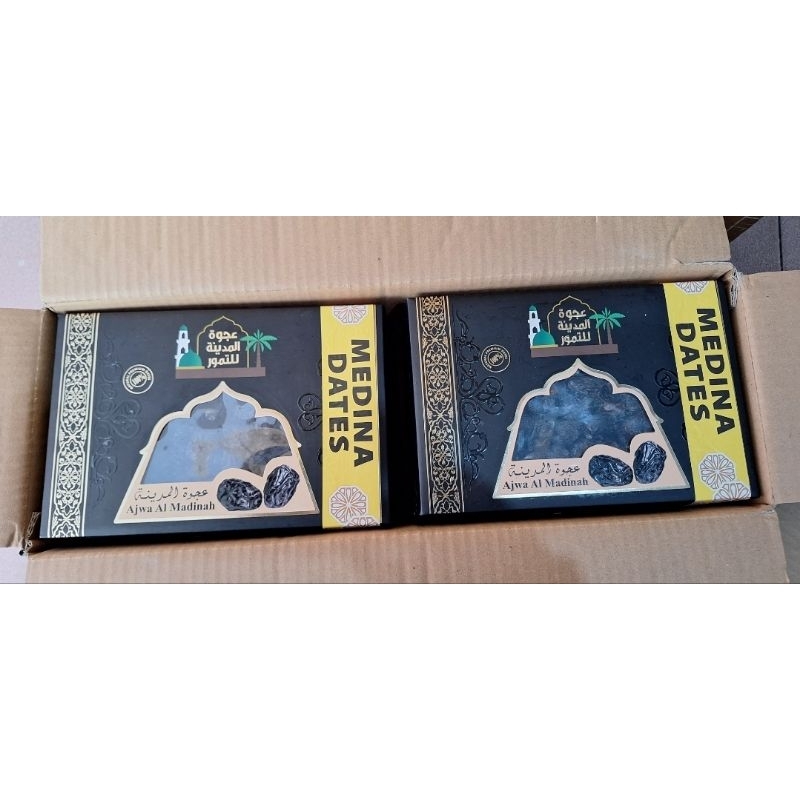 عجوة
المدينة
للتمور
MEDINA
DATES
عجوة المدينة
Ajwa Al Madinah
عجوة
المدينة
للتمور
MEDINA
DATES
عجوة المدينة
Ajwa Al Madinah